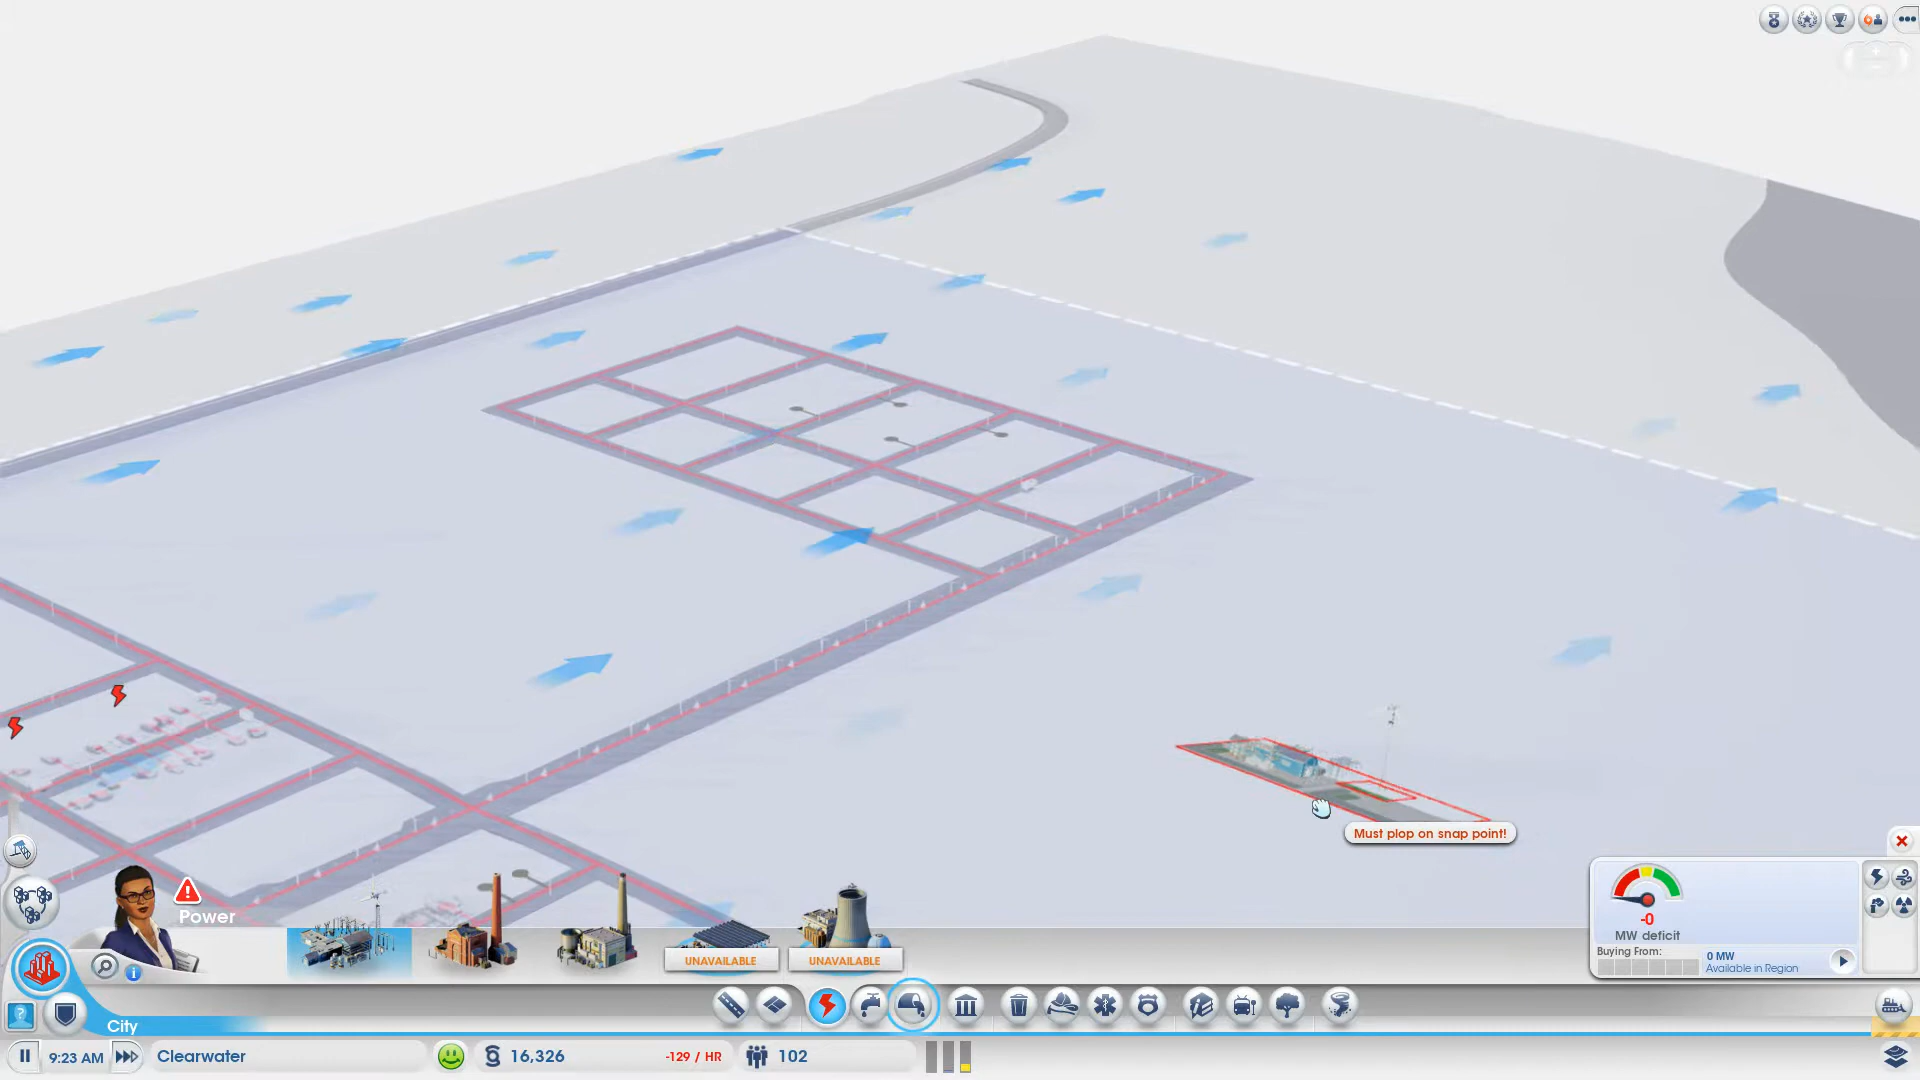 Must plop on snap point!
Power
UNAVAILABLE
UNAVAILABLE
-0
MW deficit
Buying From:
0 MW
Available in Region
City
9:23 AM
Clearwater
16,326
-129 / HR
102